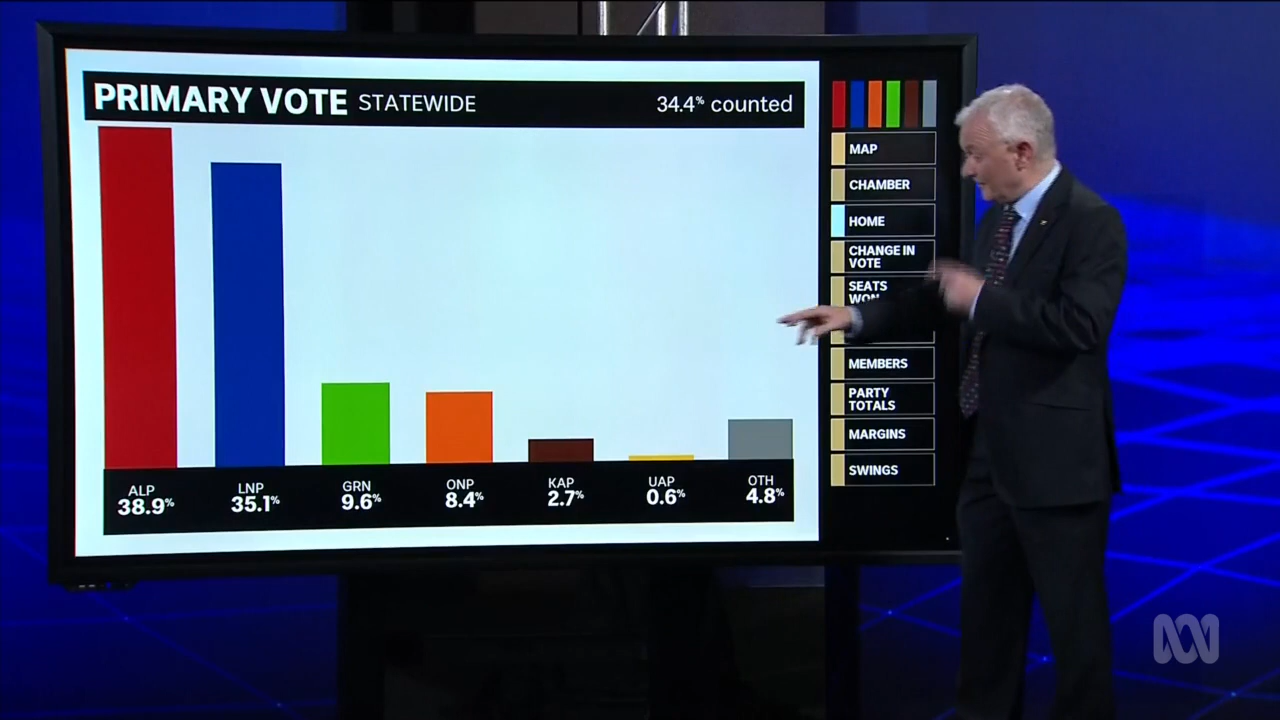 PRIMARY VOTE STATEWIDE 34.4% counted
MAP
CHAMBER
HOME
CHANGE IN
VOTE
SEATS
WON
MEMBERS
PARTY
TOTALS
MARGINS
SWINGS
ALP LNP GRN ONP KAP UAP OTH
38.9% 35.1% 9.6% 8.4% 2.7% 0.6% 4.8%